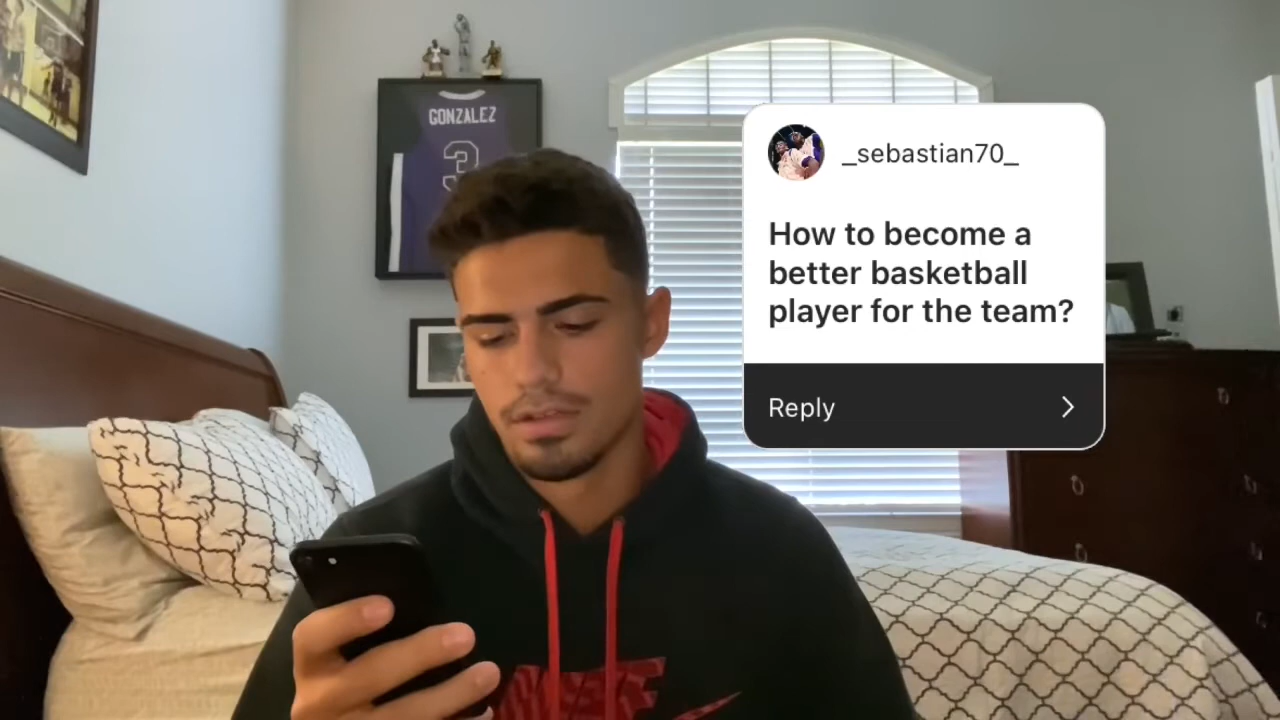 GONZALEZ
3
_sebastian70_
How to become a
better basketball
player for the team?
Reply